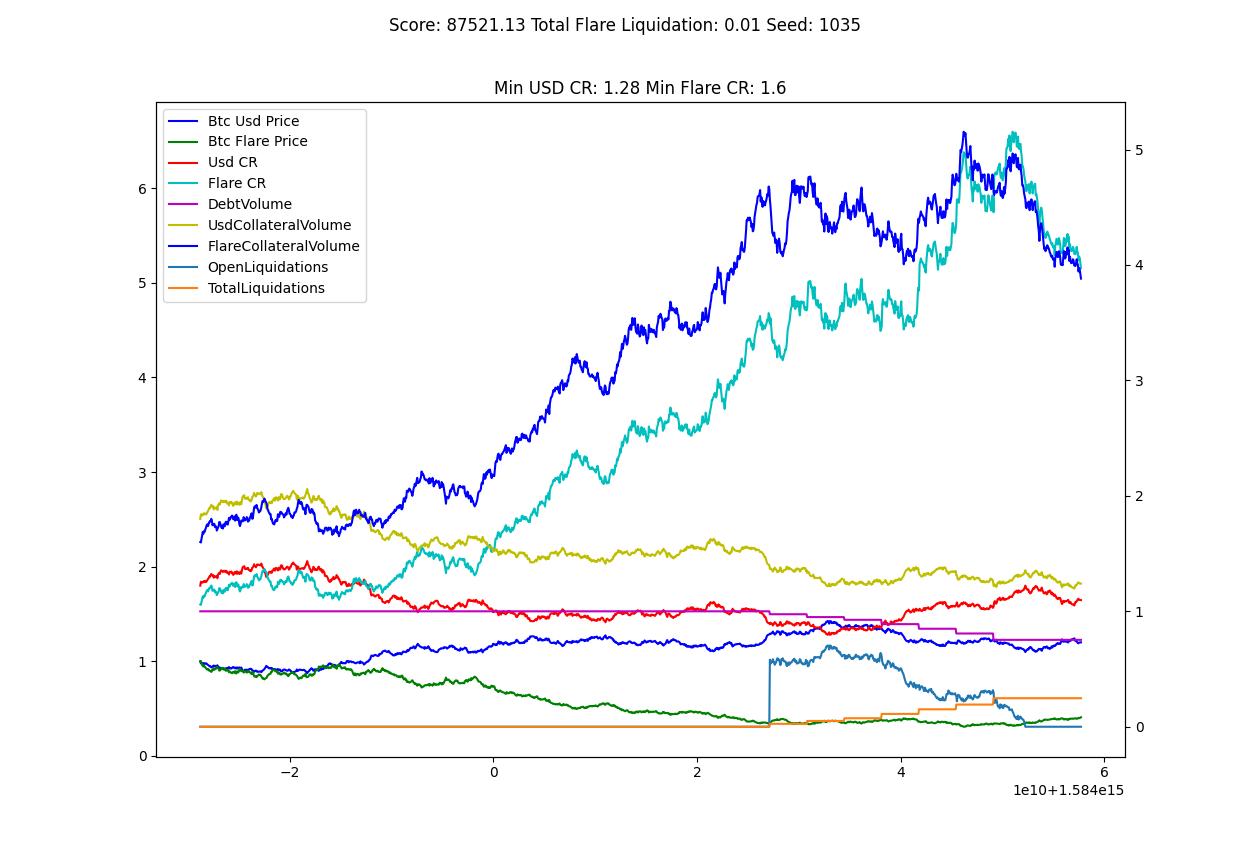 Score: 87521.13 Total Flare Liquidation: 0.01 Seed: 1035
Min USD CR: 1.28 Min Flare CR: 1.6
Btc Usd Price
Btc Flare Price
Usd CR
Flare CR
DebtVolume
UsdCollateralVolume
FlareCollateralVolume
OpenLiquidations
TotalLiquidations
6
5
4
3
2
1
0
5
4
3
2
1
0
−2 0 2 4 6
1e10+1.584e15